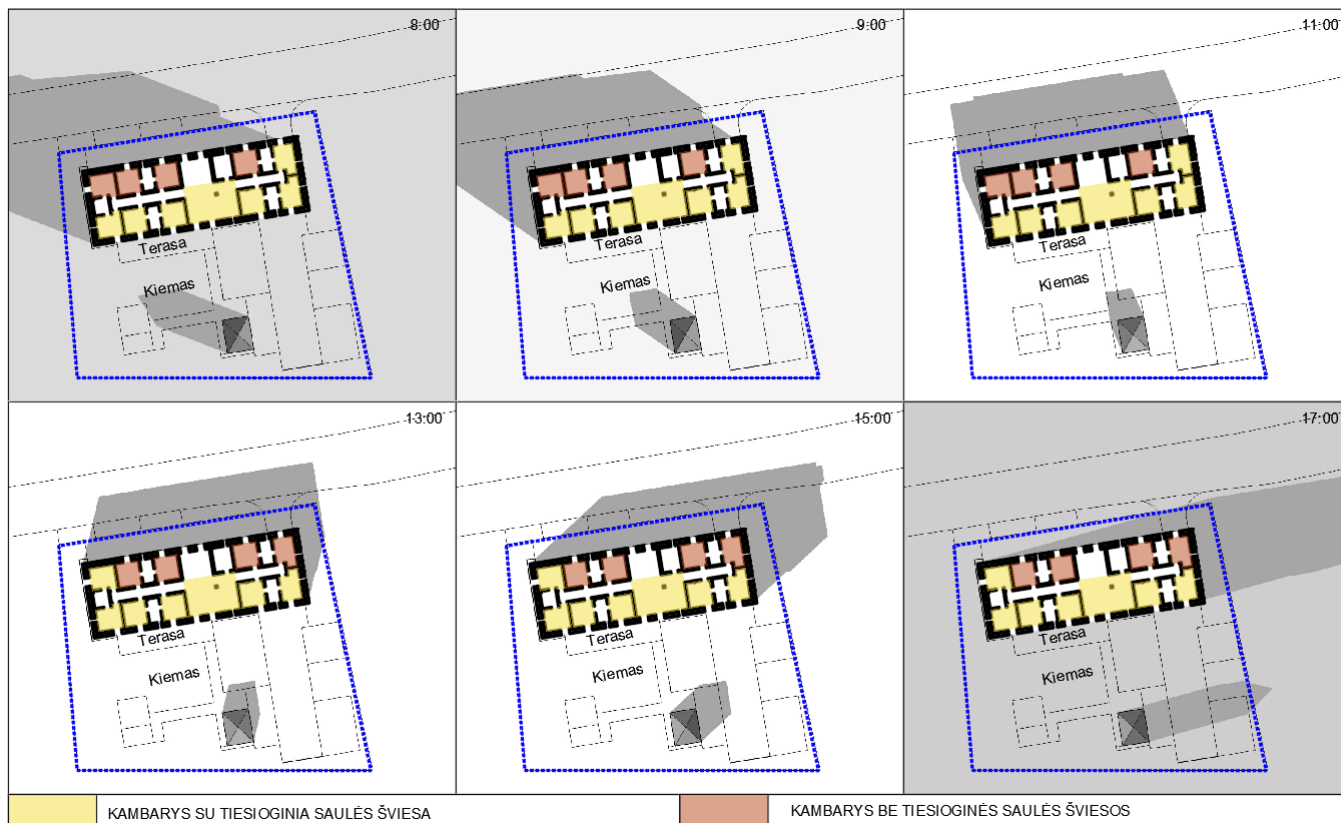 8:00
Terasa
Kiemas
9:00
Terasa
Kiemas
11:00
Terasa
Kiemas
13:00
Terasa
Kiemas
15:00
Terasa
Kiemas
17:00
Terasa
Kiemas
KAMBARYS SU TIESIOGINIA SAULĖS ŠVIESA
KAMBARYS BE TIESIOGINĖS SAULĖS ŠVIESOS